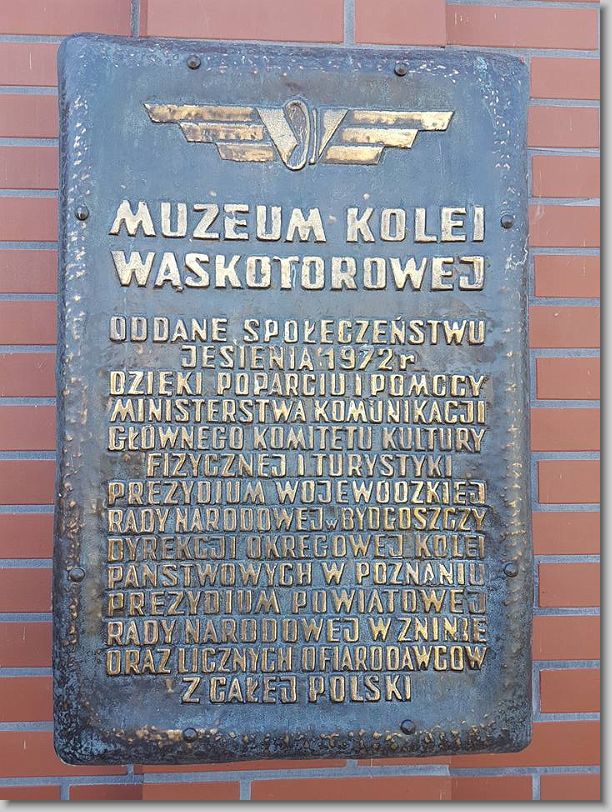 MUZEUM KOLEI
WĄSKOTOROWEJ
ODDANE SPOŁECZEŃSTWU
JESIENIĄ 1972 r
DZIĘKI POPARCIU I POMOCY
MINISTERSTWA KOMUNIKACJI
GŁÓWNEGO KOMITETU KULTURY
FIZYCZNEJ I TURYSTYKI
PREZYDJUM WOJEWÓDZKIEJ
RADY NARODOWEJ w BYDGOSZCZY
DYREKCJI OKRĘGOWEJ KOLEI
PAŃSTWOWYCH W POZNANIU
PREZYDIUM POWIATOWEJ
RADY NARODOWEJ W ŻNINIE
ORAZ LICZNYCH OFIARODAWCÓW
Z CAŁEJ POLSKI